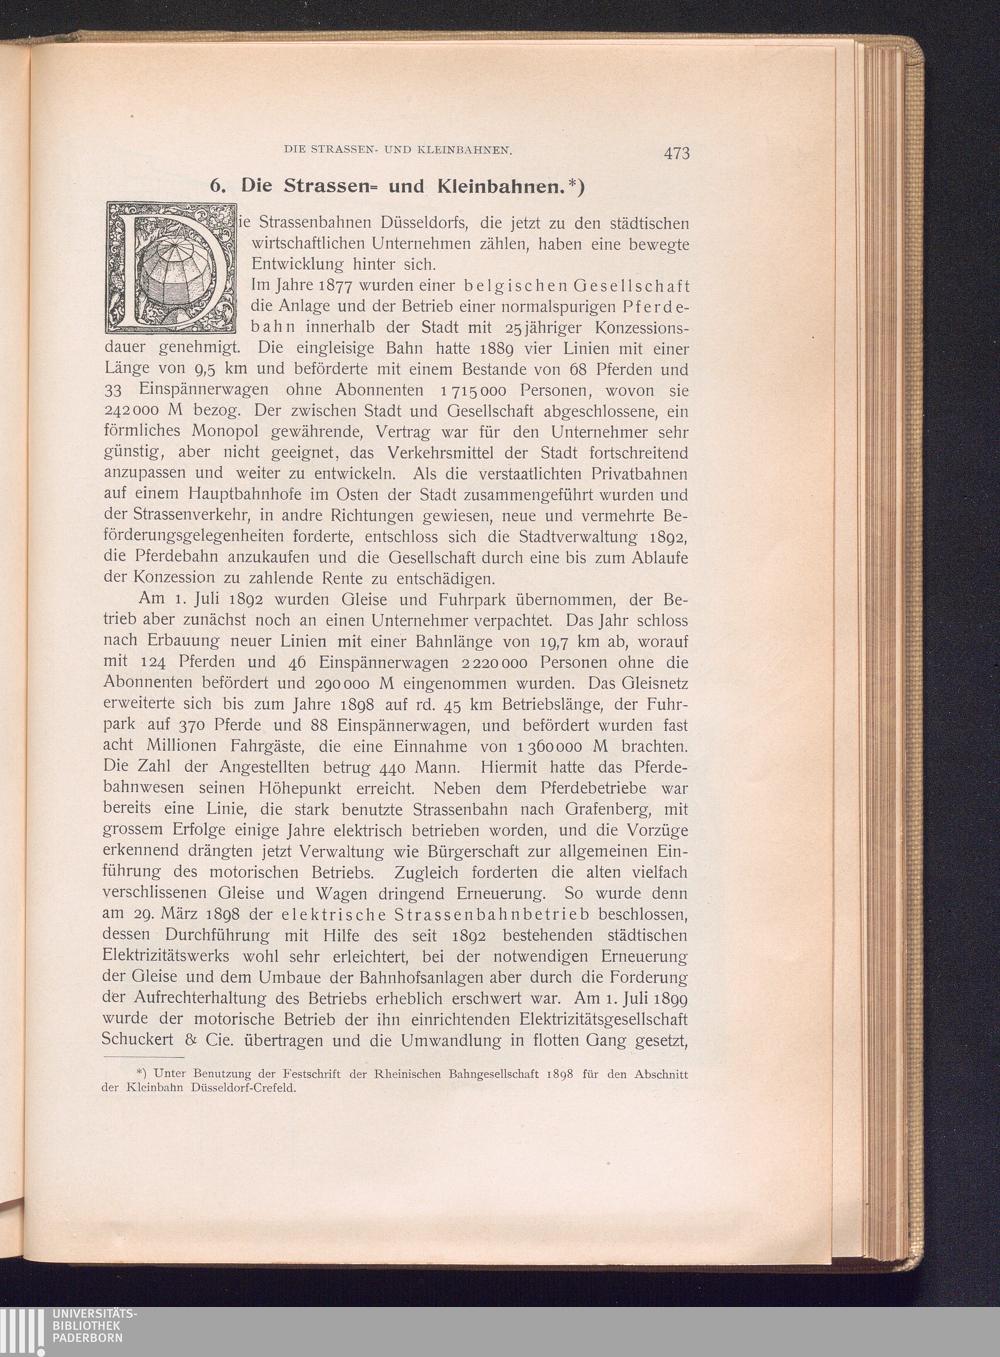 DIE STRASSEN- UND KLEINBAHNEN.
473
6. Die Strassen= und Kleinbahnen.*)
Die Strassenbahnen Düsseldorfs, die jetzt zu den städtischen
wirtschaftlichen Unternehmen zählen, haben eine bewegte
Entwicklung hinter sich.
Im Jahre 1877 wurden einer belgischen Gesellschaft
die Anlage und der Betrieb einer normalspurigen Pferde-
bahn innerhalb der Stadt mit 25jähriger Konzessions-
dauer genehmigt. Die eingleisige Bahn hatte 1889 vier Linien mit einer
Länge von 9,5 km und beförderte mit einem Bestande von 68 Pferden und
33 Einspännerwagen ohne Abonnenten 1 715 000 Personen, wovon sie
242 000 M bezog. Der zwischen Stadt und Gesellschaft abgeschlossene, ein
förmliches Monopol gewährende, Vertrag war für den Unternehmer sehr
günstig, aber nicht geeignet, das Verkehrsmittel der Stadt fortschreitend
anzupassen und weiter zu entwickeln. Als die verstaatlichten Privatbahnen
auf einem Hauptbahnhofe im Osten der Stadt zusammengeführt wurden und
der Strassenverkehr, in andre Richtungen gewiesen, neue und vermehrte Be-
förderungsgelegenheiten forderte, entschloss sich die Stadtverwaltung 1892,
die Pferdebahn anzukaufen und die Gesellschaft durch eine bis zum Ablaufe
der Konzession zu zahlende Rente zu entschädigen.
Am 1. Juli 1892 wurden Gleise und Fuhrpark übernommen, der Be-
trieb aber zunächst noch an einen Unternehmer verpachtet. Das Jahr schloss
nach Erbauung neuer Linien mit einer Bahnlänge von 19,7 km ab, worauf
mit 124 Pferden und 46 Einspännerwagen 2 220 000 Personen ohne die
Abonnenten befördert und 290 000 M eingenommen wurden. Das Gleisnetz
erweiterte sich bis zum Jahre 1898 auf rd. 45 km Betriebslänge, der Fuhr-
park auf 370 Pferde und 88 Einspännerwagen, und befördert wurden fast
acht Millionen Fahrgäste, die eine Einnahme von 1 360 000 M brachten.
Die Zahl der Angestellten betrug 440 Mann. Hiermit hatte das Pferde-
bahnwesen seinen Höhepunkt erreicht. Neben dem Pferdebetriebe war
bereits eine Linie, die stark benutzte Strassenbahn nach Grafenberg, mit
grossem Erfolge einige Jahre elektrisch betrieben worden, und die Vorzüge
erkennend drängten jetzt Verwaltung wie Bürgerschaft zur allgemeinen Ein-
führung des motorischen Betriebs. Zugleich forderten die alten vielfach
verschlissenen Gleise und Wagen dringend Erneuerung. So wurde denn
am 29. März 1898 der elektrische Strassenbahnbetrieb beschlossen,
dessen Durchführung mit Hilfe des seit 1892 bestehenden städtischen
Elektrizitätswerks wohl sehr erleichtert, bei der notwendigen Erneuerung
der Gleise und dem Umbaue der Bahnhofsanlagen aber durch die Forderung
der Aufrechterhaltung des Betriebs erheblich erschwert war. Am 1. Juli 1899
wurde der motorische Betrieb der ihn einrichtenden Elektrizitätsgesellschaft
Schuckert & Cie. übertragen und die Umwandlung in flotten Gang gesetzt,
*) Unter Benutzung der Festschrift der Rheinischen Bahngesellschaft 1898 für den Abschnitt
der Kleinbahn Düsseldorf-Crefeld.
UNIVERSITÄTS-
BIBLIOTHEK
PADERBORN